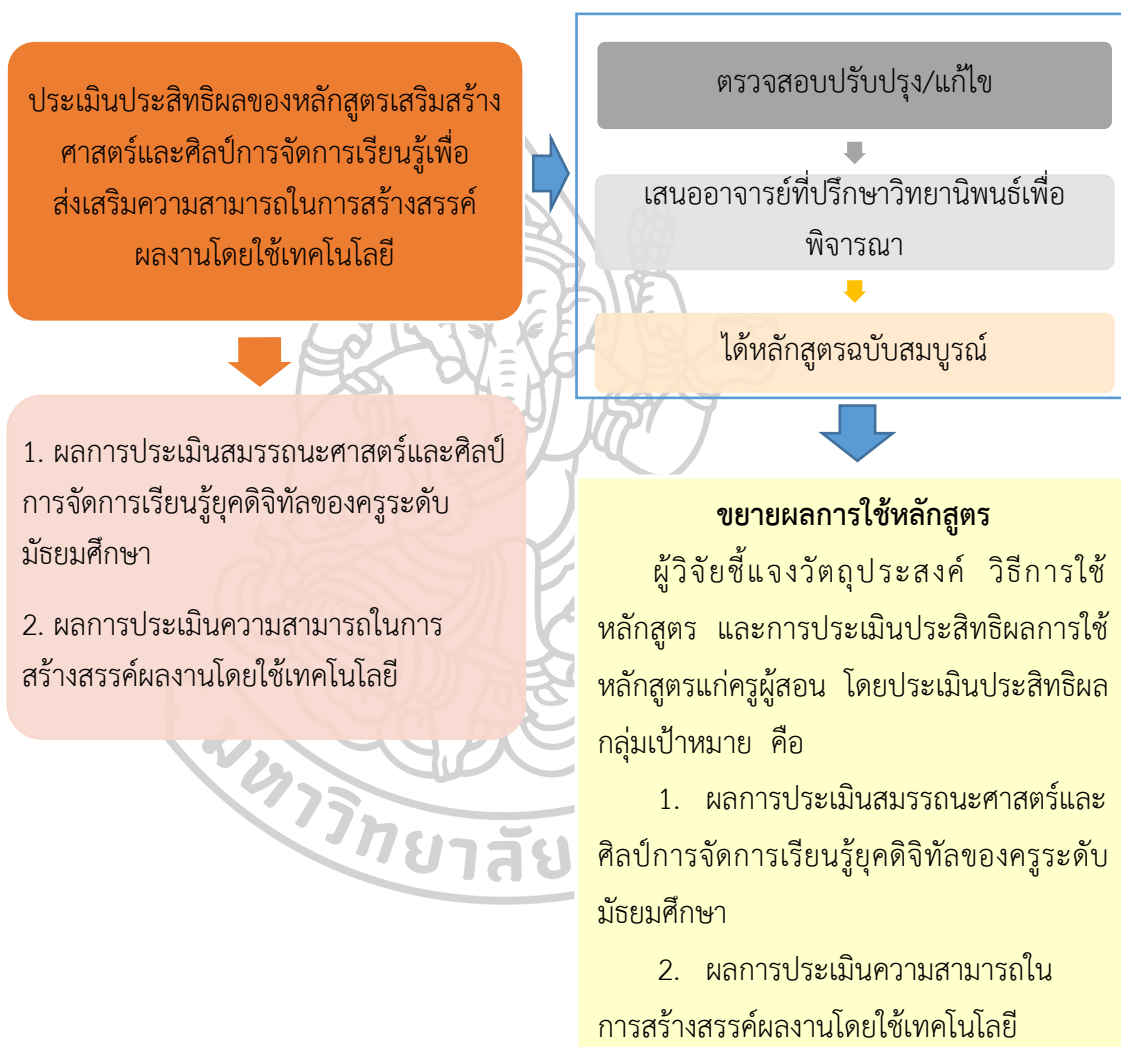 ประเมินประสิทธิผลของหลักสูตรเสริมสร้าง
ศาสตร์และศิลป์การจัดการเรียนรู้เพื่อ
ส่งเสริมความสามารถในการสร้างสรรค์
ผลงานโดยใช้เทคโนโลยี
1. ผลการประเมินสมรรถนะศาสตร์และศิลป์
การจัดการเรียนรู้ยุคดิจิทัลของครูระดับ
มัธยมศึกษา
2. ผลการประเมินความสามารถในการ
สร้างสรรค์ผลงานโดยใช้เทคโนโลยี
ตรวจสอบปรับปรุง/แก้ไข
เสนออาจารย์ที่ปรึกษาวิทยานิพนธ์เพื่อ
พิจารณา
ได้หลักสูตรฉบับสมบูรณ์
ขยายผลการใช้หลักสูตร
ผู้วิจัยชี้แจงวัตถุประสงค์ วิธีการใช้
หลักสูตร และการประเมินประสิทธิผลการใช้
หลักสูตรแก่ครูผู้สอน โดยประเมินประสิทธิผล
กลุ่มเป้าหมาย คือ
1. ผลการประเมินสมรรถนะศาสตร์และ
ศิลป์การจัดการเรียนรู้ยุคดิจิทัลของครูระดับ
มัธยมศึกษา
2. ผลการประเมินความสามารถใน
การสร้างสรรค์ผลงานโดยใช้เทคโนโลยี
มหาวิทยาลัย